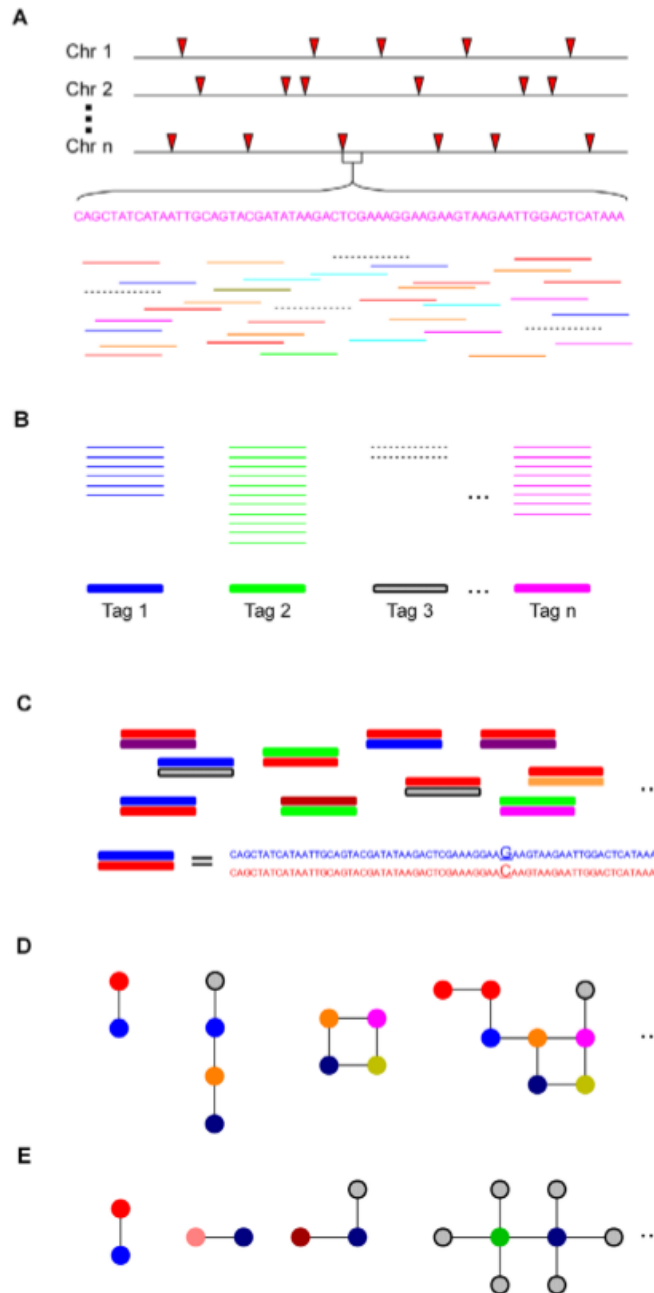 A
Chr 1
Chr 2
Chr n
CAGCTATCATAATTGCAGTACGATATAAGACTCGAAAGGAAGAAGTAAGAATTGGACTCATAAA
B
...
...
Tag 1
Tag 2
Tag 3
Tag n
C
=
CAGCTATCATAATTGCAGTACGATATAAGACTCGAAAGGAAGAAGTAAGAATTGGACTCATAAA
CAGCTATCATAATTGCAGTACGATATAAGACTCGAAAGGAACAAGTAAGAATTGGACTCATAAA
D
E